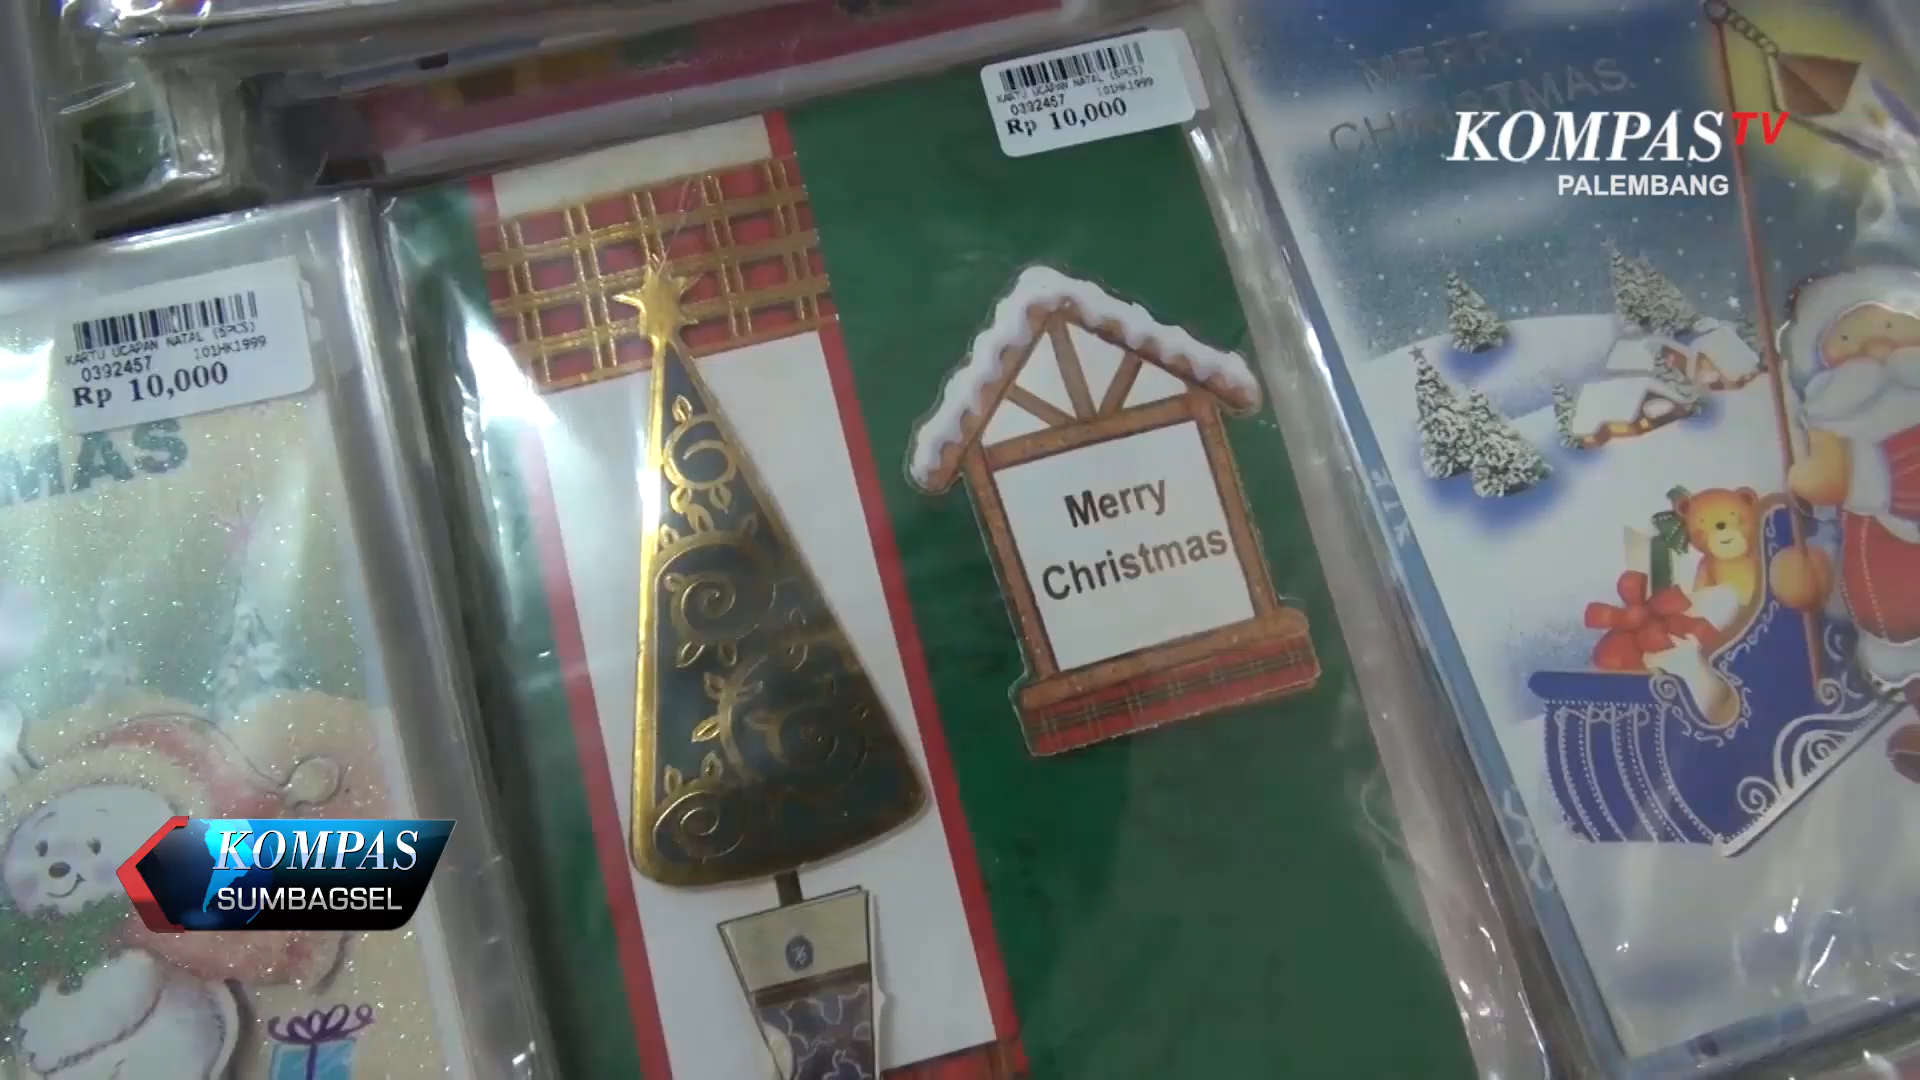 KARTU UCAPAN NATAL (5PCS)
0392457 101HK1999
Rp 10,000
MERRY
CHRISTMAS
KOMPAS TV
PALEMBANG
KARTU UCAPAN NATAL (5PCS)
0392457 101HK1999
Rp 10,000
MAS
Merry
Christmas
KOMPAS
SUMBAGSEL